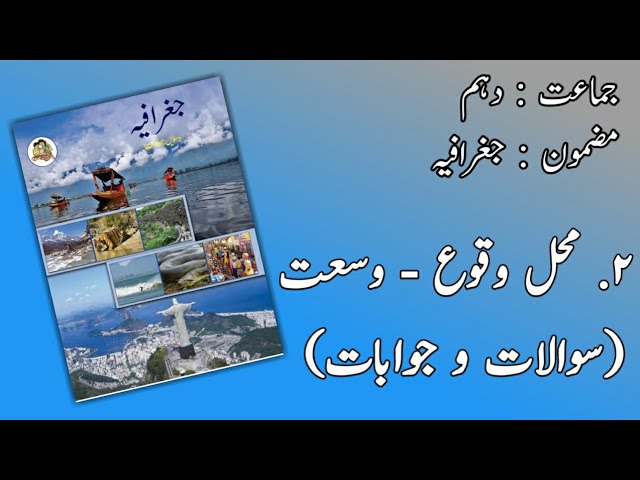 جماعت : دہم
مضمون : جغرافیہ
۲. محل وقوع - وسعت
(سوالات و جوابات)
جغرافیہ